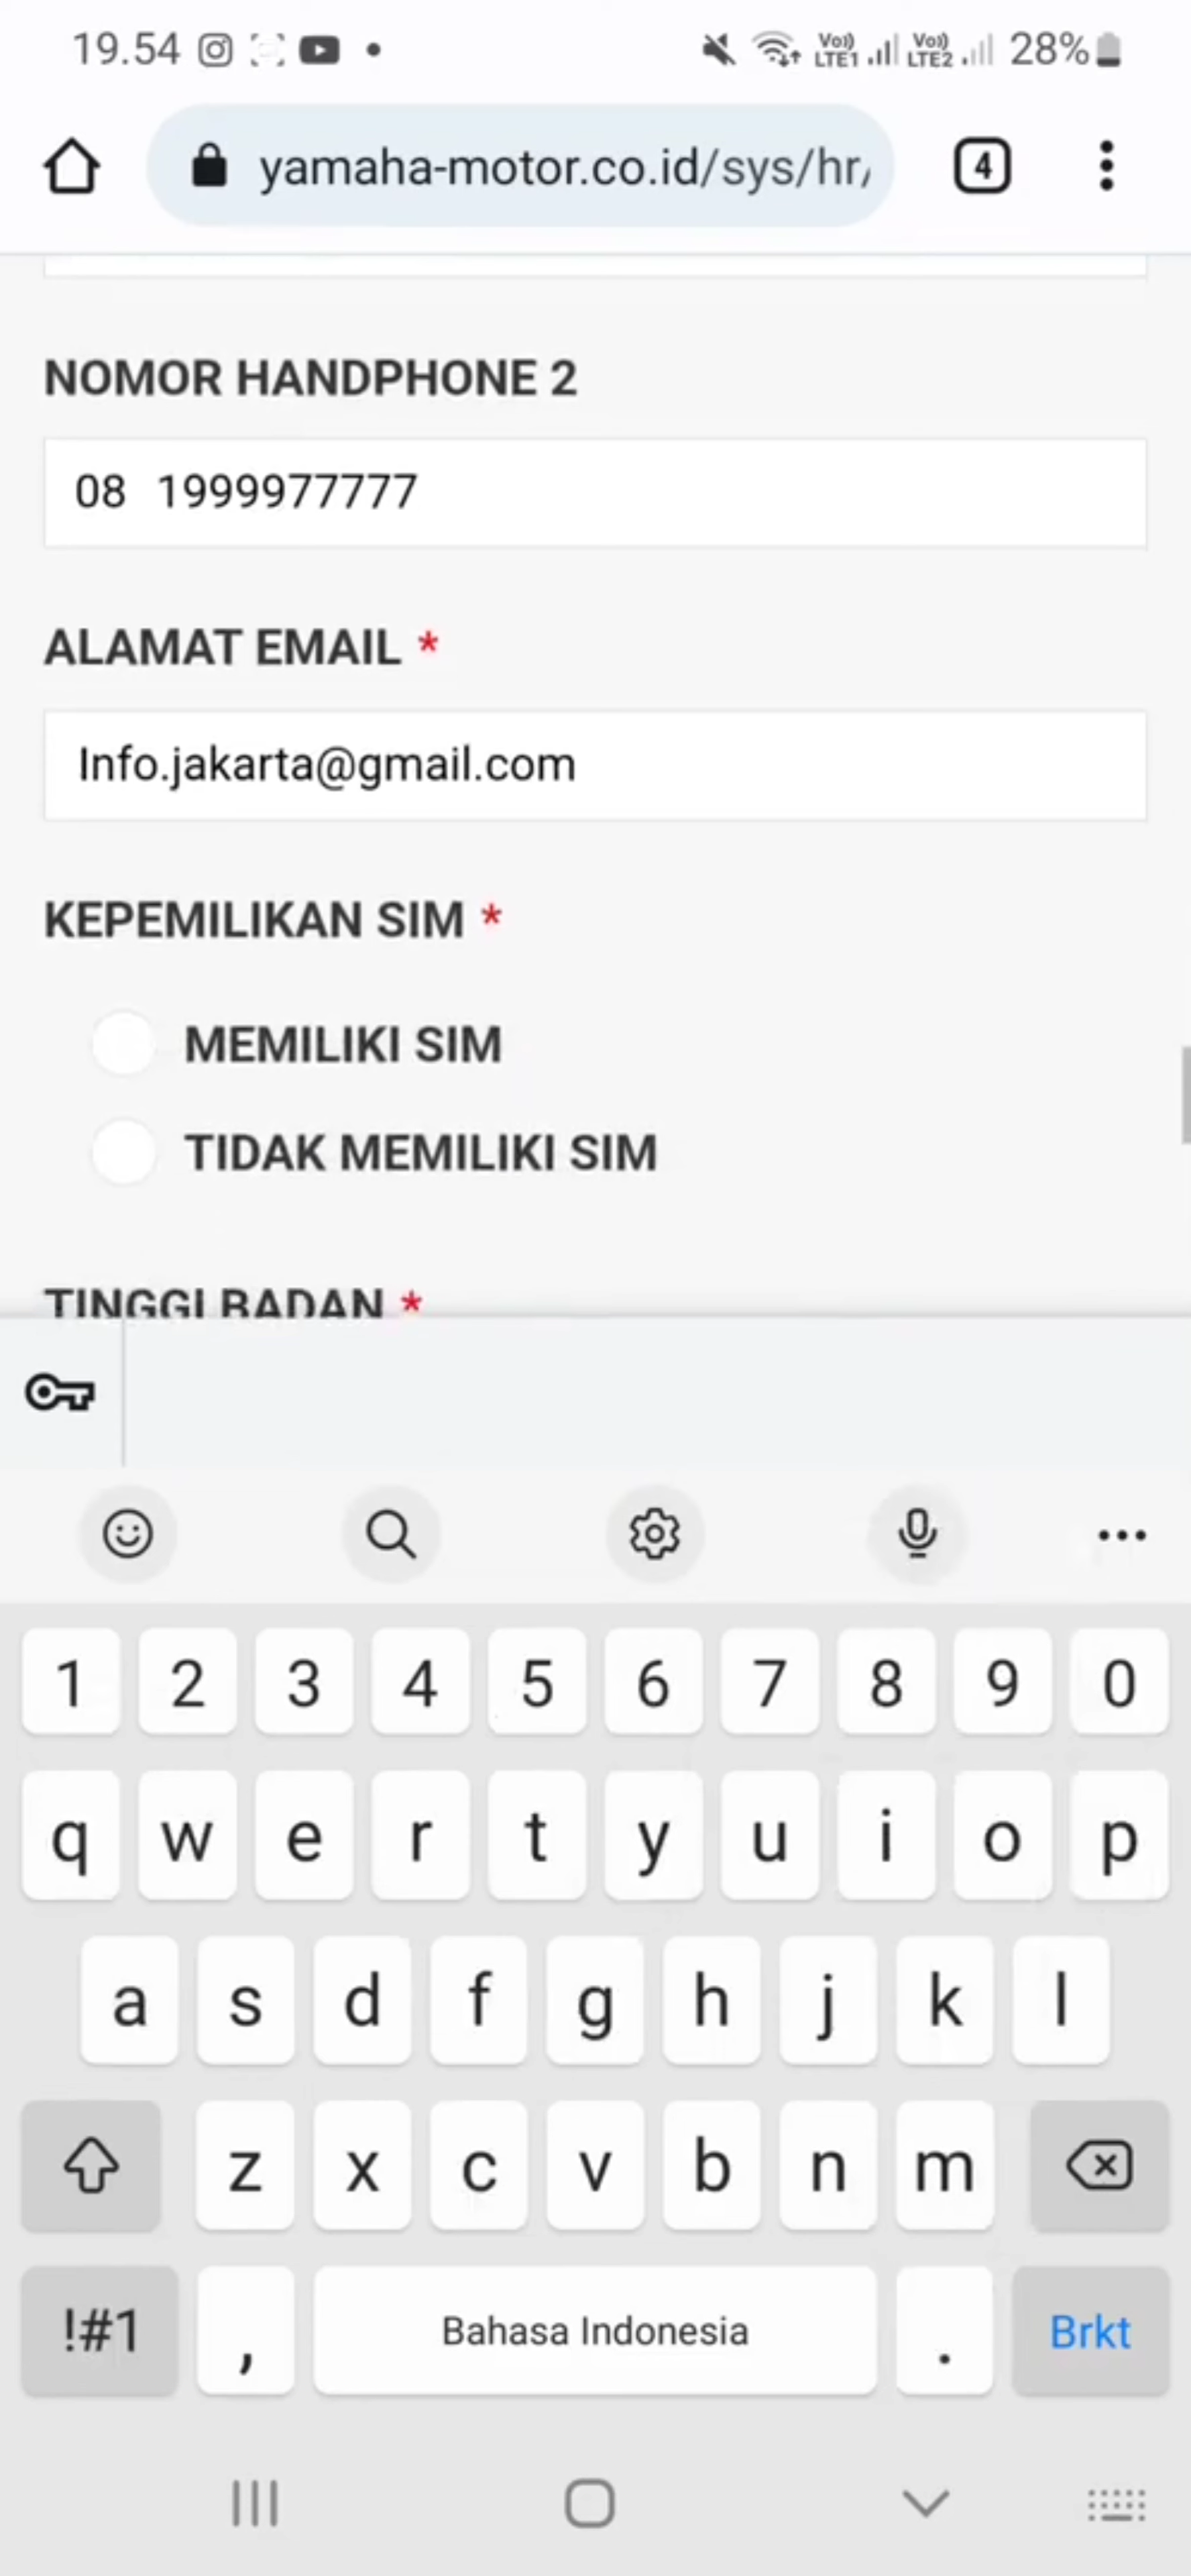 19.54 28%
yamaha-motor.co.id/sys/hr/ 4
NOMOR HANDPHONE 2
08 1999977777
ALAMAT EMAIL *
Info.jakarta@gmail.com
KEPEMILIKAN SIM *
MEMILIKI SIM
TIDAK MEMILIKI SIM
TINGGI BADAN *
1 2 3 4 5 6 7 8 9 0
q w e r t y u i o p
a s d f g h j k l
z x c v b n m
!#1 , Bahasa Indonesia . Brkt